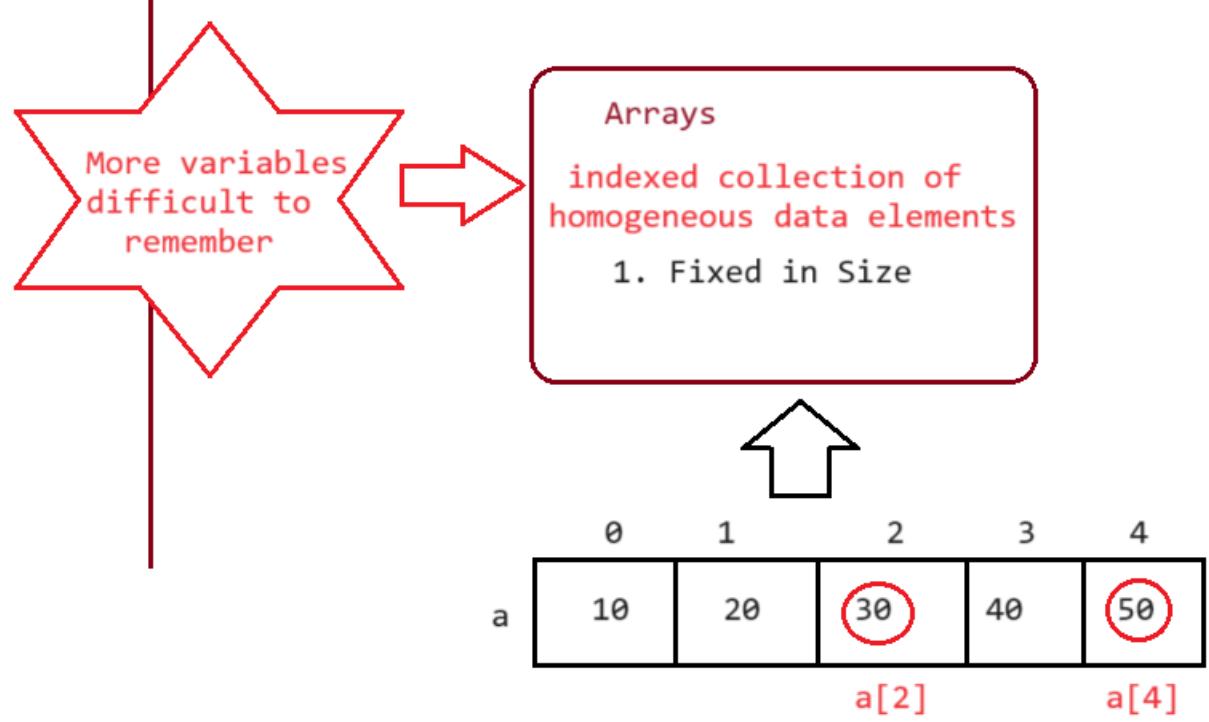 More variables
difficult to
remember
Arrays
indexed collection of
homogeneous data elements
1. Fixed in Size
0 1 2 3 4
a 10 20 30 40 50
a[2] a[4]